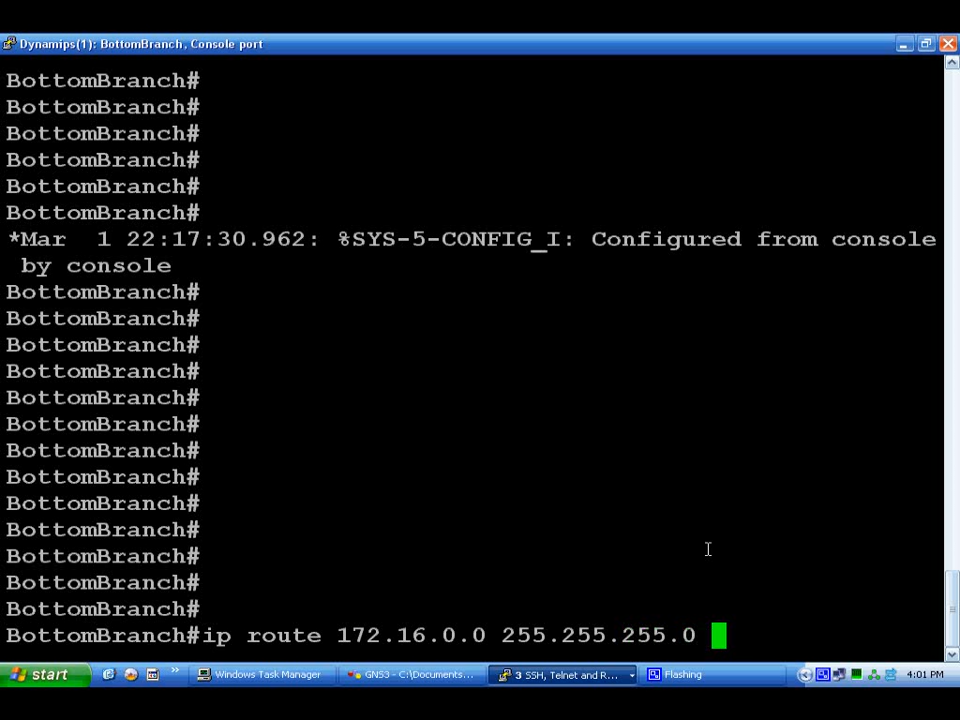 Dynamips(1): BottomBranch, Console port
BottomBranch#
BottomBranch#
BottomBranch#
BottomBranch#
BottomBranch#
BottomBranch#
*Mar  1 22:17:30.962: %SYS-5-CONFIG_I: Configured from console
by console
BottomBranch#
BottomBranch#
BottomBranch#
BottomBranch#
BottomBranch#
BottomBranch#
BottomBranch#
BottomBranch#
BottomBranch#
BottomBranch#
BottomBranch#
BottomBranch#
BottomBranch#
BottomBranch#ip route 172.16.0.0 255.255.255.0
start » Windows Task Manager GNS3 - C:\Documents... 3 SSH, Telnet and R... Flashing 4:01 PM